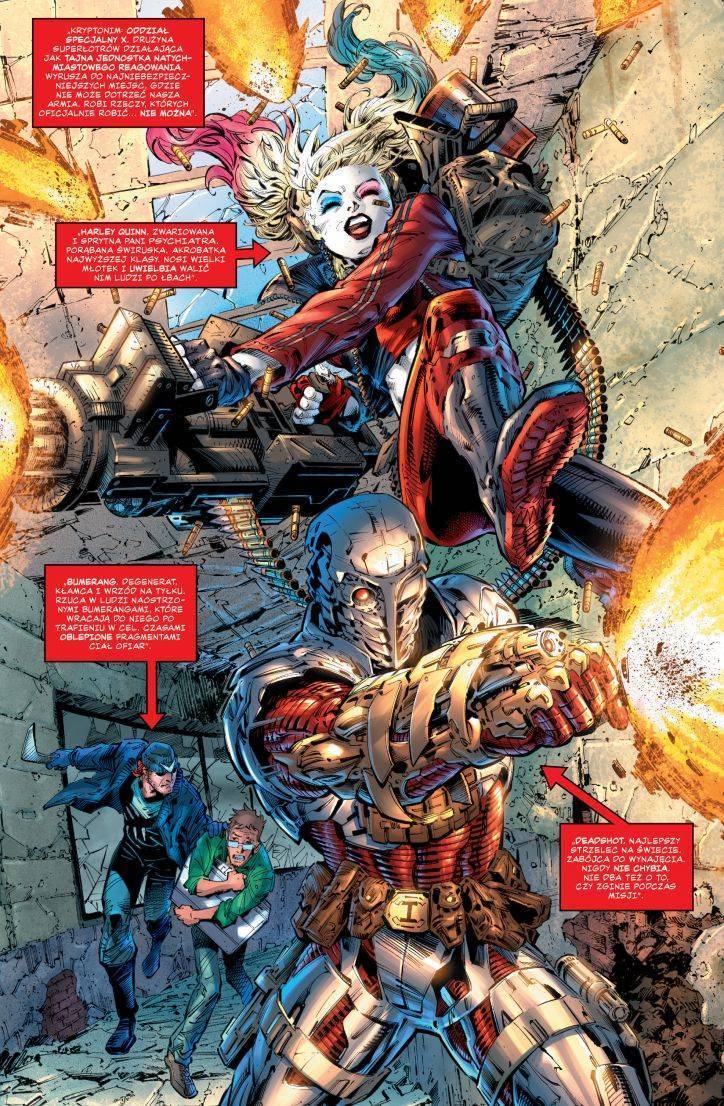 „KRYPTONIM: ODDZIAŁ
SPECJALNY X. DRUŻYNA
SUPERŁOTRÓW DZIAŁAJĄCA
JAK TAJNA JEDNOSTKA NATYCH-
MIASTOWEGO REAGOWANIA.
WYRUSZA DO NAJNIEBEZPIECZ-
NIEJSZYCH MIEJSC, GDZIE
NIE MOŻE DOTRZEĆ NASZA
ARMIA. ROBI RZECZY, KTÓRYCH
OFICJALNIE ROBIĆ... NIE MOŻNA".
„HARLEY QUINN. ZWARIOWANA
I SPRYTNA PANI PSYCHIATRA.
PORĄBANA ŚWIRUSKA. AKROBATKA
NAJWYŻSZEJ KLASY. NOSI WIELKI
MŁOTEK I UWIELBIA WALIĆ
NIM LUDZI PO ŁBACH".
„BUMERANG. DEGENERAT,
KŁAMCA I WRZÓD NA TYŁKU.
RZUCA W LUDZI NAOSTRZO-
NYMI BUMERANGAMI, KTÓRE
WRACAJĄ DO NIEGO PO
TRAFIENIU W CEL. CZASAMI
OBLEPIONE FRAGMENTAMI
CIAŁ OFIAR".
„DEADSHOT. NAJLEPSZY
STRZELEC NA ŚWIECIE.
ZABÓJCA DO WYNAJĘCIA.
NIGDY NIE CHYBIA.
NIE DBA TEŻ O TO,
CZY ZGINIE PODCZAS
MISJI".